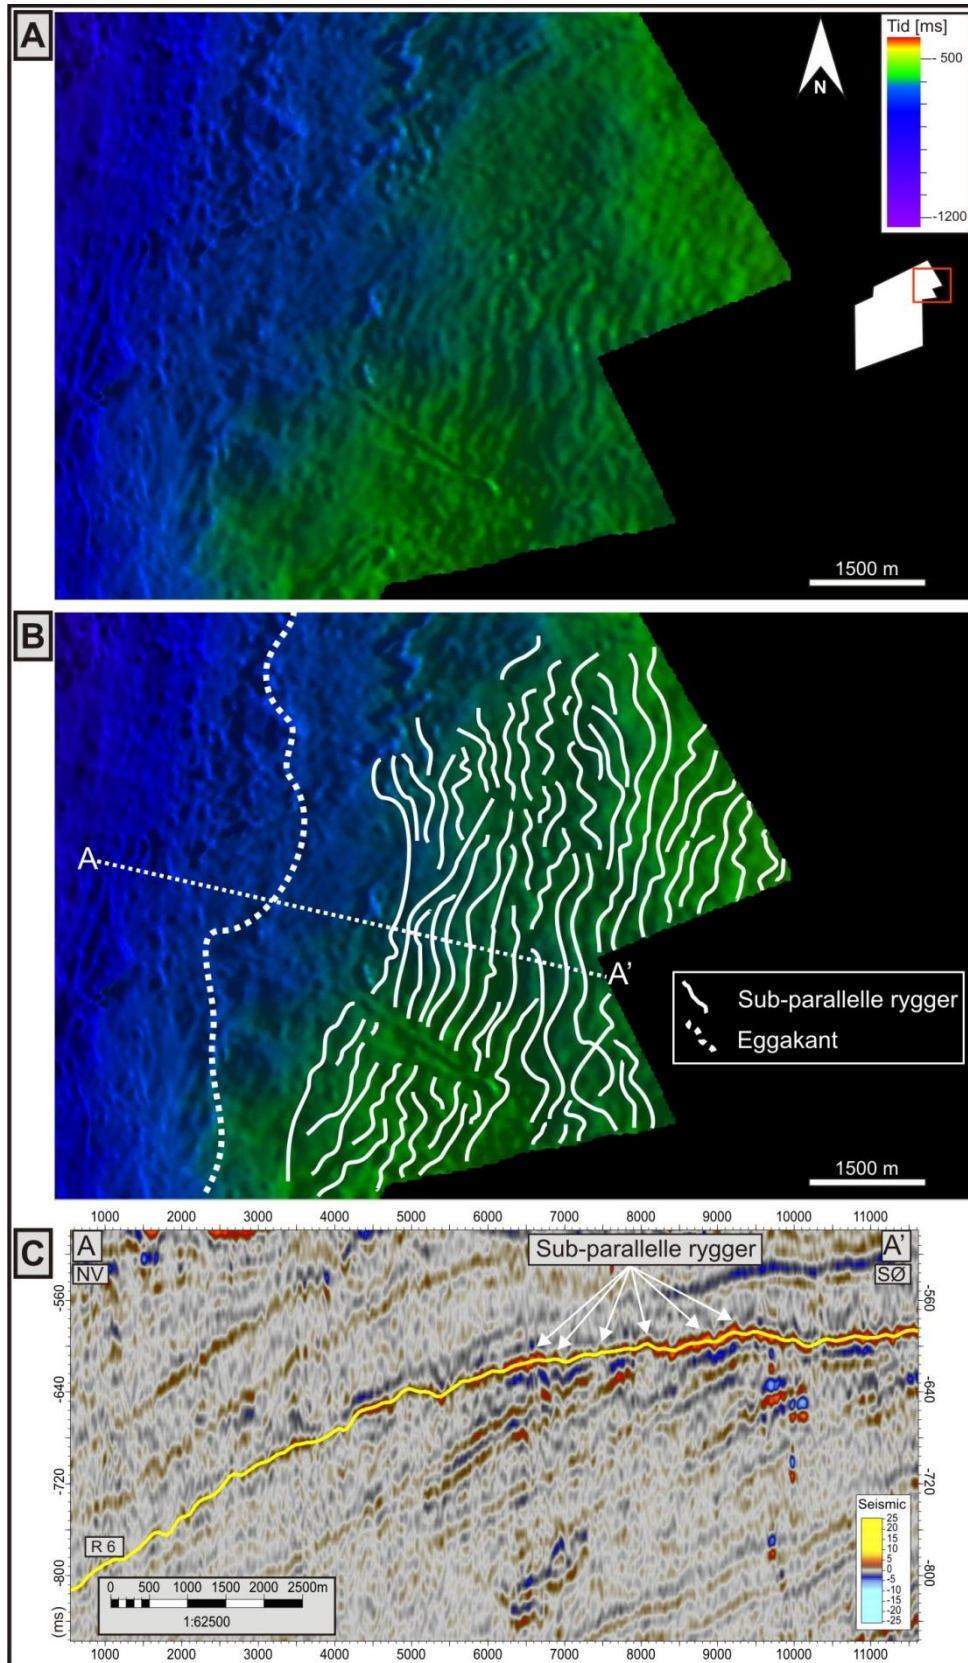 A
Tid [ms]
- 500
-1200
N
1500 m
B
A
A'
Sub-parallelle rygger
Eggakant
1500 m
1000 2000 3000 4000 5000 6000 7000 8000 9000 10000 11000
C
A
Sub-parallelle rygger
A'
NV
SØ
-560
-560
-640
-640
-720
-720
Seismic
25
20
15
10
5
0
-5
-10
-15
-20
-25
R 6
-800
-800
0 500 1000 1500 2000 2500m
1:62500
(ms)
1000 2000 3000 4000 5000 6000 7000 8000 9000 10000 11000